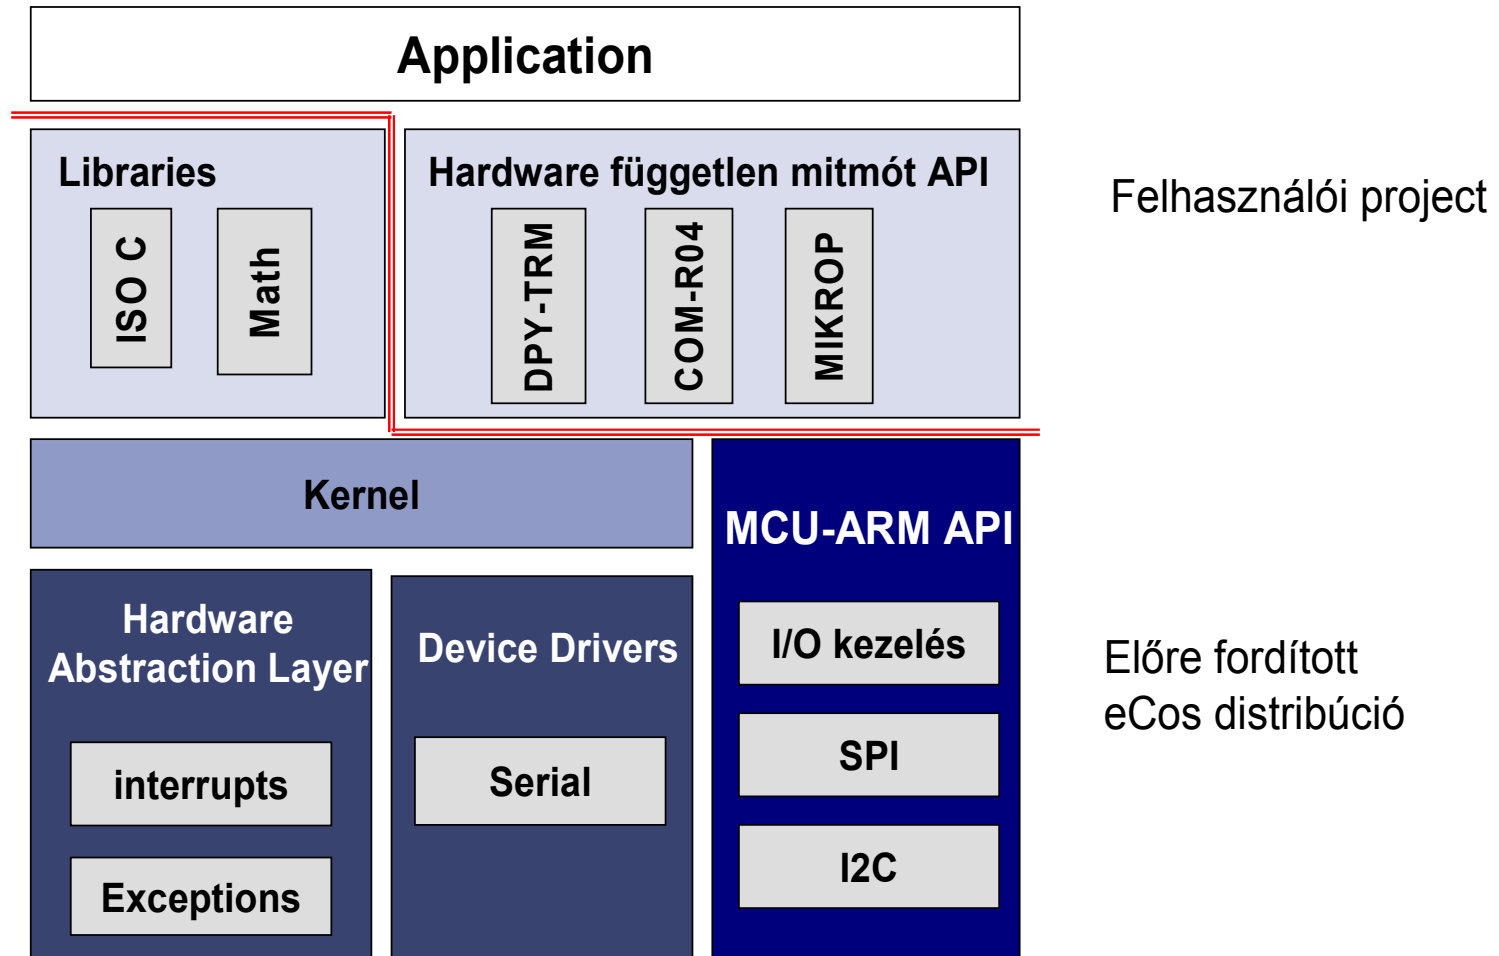 Application
Libraries
ISO C
Math
Hardware független mitmót API
DPY-TRM
COM-R04
MIKROP
Felhasználói project
Kernel
MCU-ARM API
I/O kezelés
SPI
I2C
Hardware
Abstraction Layer
interrupts
Exceptions
Device Drivers
Serial
Előre fordított
eCos distribúció